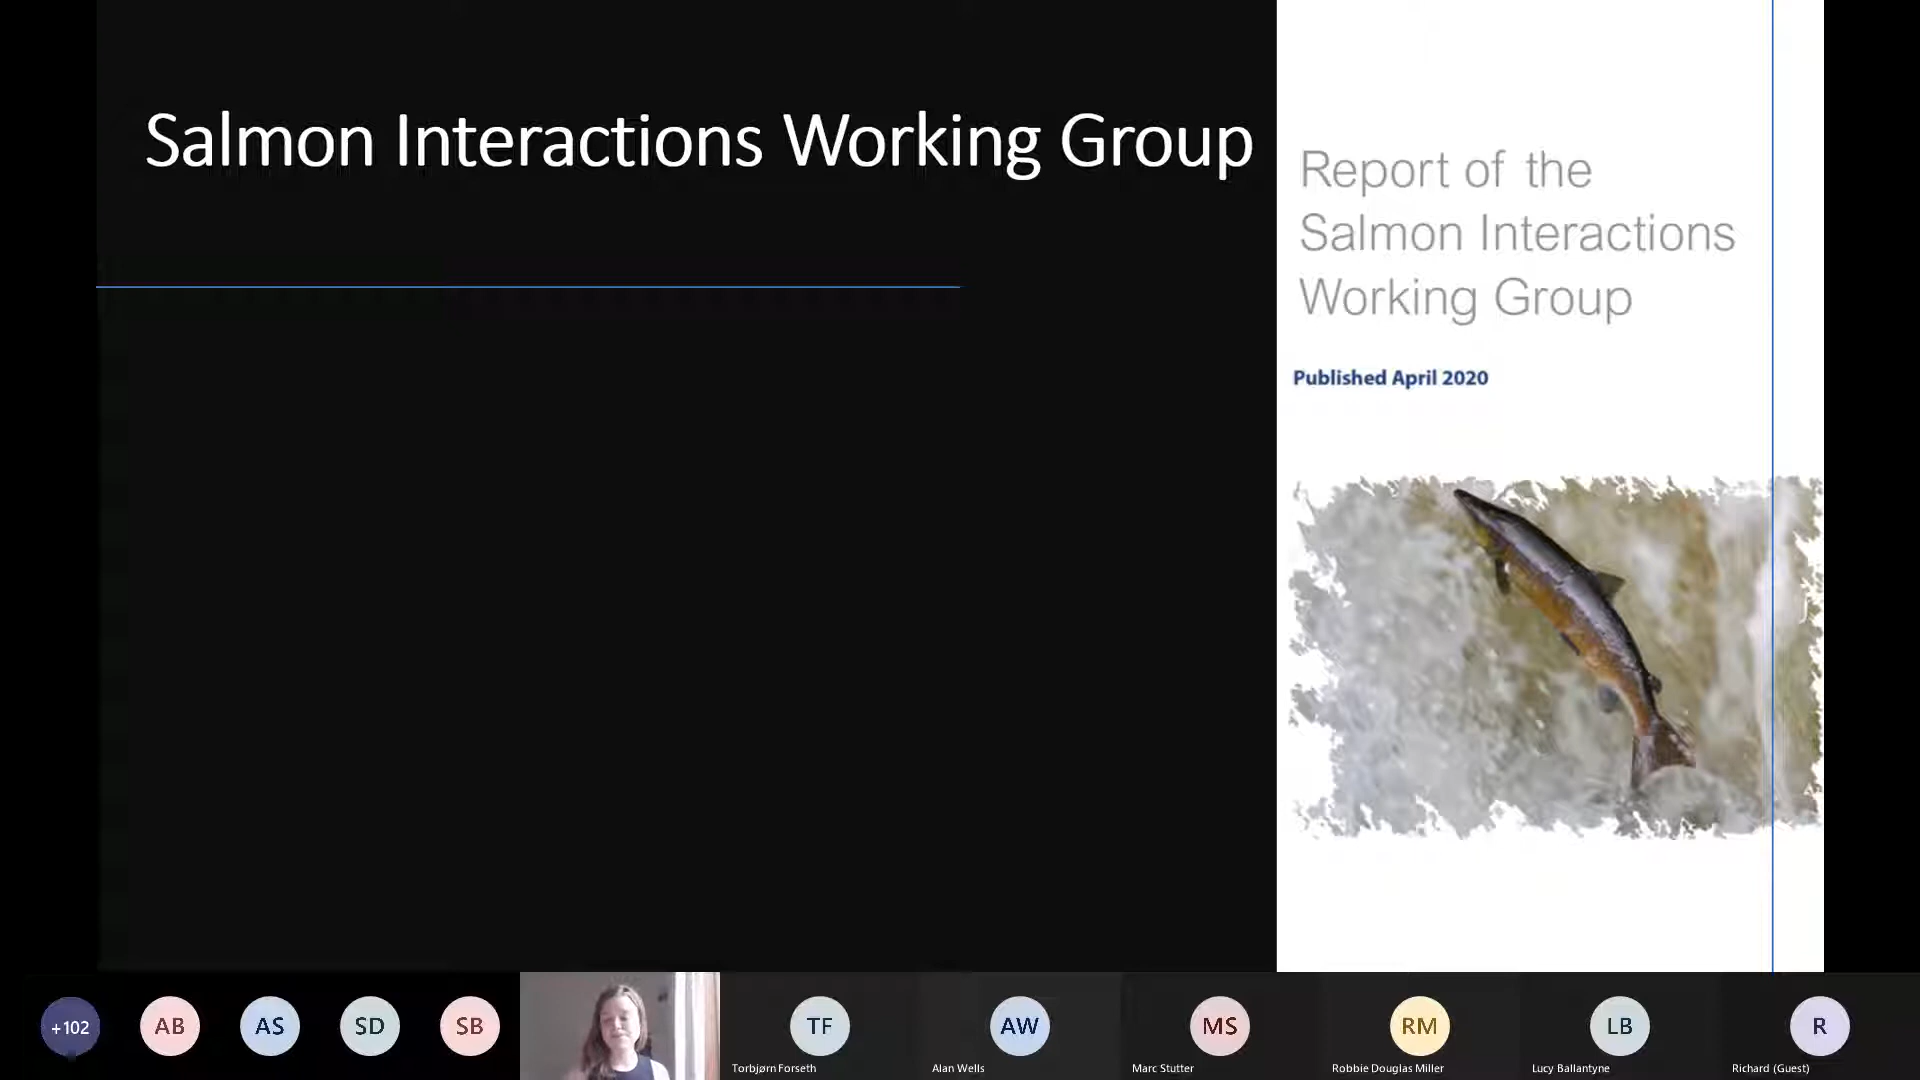 Salmon Interactions Working Group
Report of the
Salmon Interactions
Working Group
Published April 2020
+102
AB
AS
SD
SB
TF
AW
MS
RM
LB
R
Torbjørn Forseth
Alan Wells
Marc Stutter
Robbie Douglas Miller
Lucy Ballantyne
Richard (Guest)